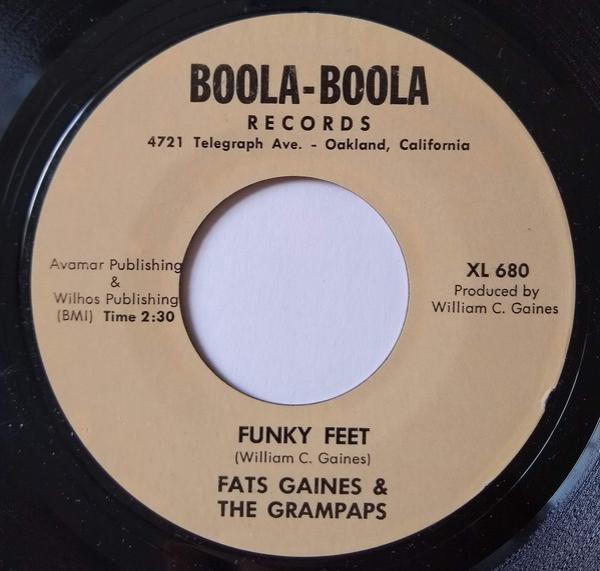 BOOLA-BOOLA
RECORDS
4721 Telegraph Ave. - Oakland, California
Avamar Publishing
&
Wilhos Publishing
(BMI) Time 2:30
XL 680
Produced by
William C. Gaines
FUNKY FEET
(William C. Gaines)
FATS GAINES &
THE GRAMPAPS